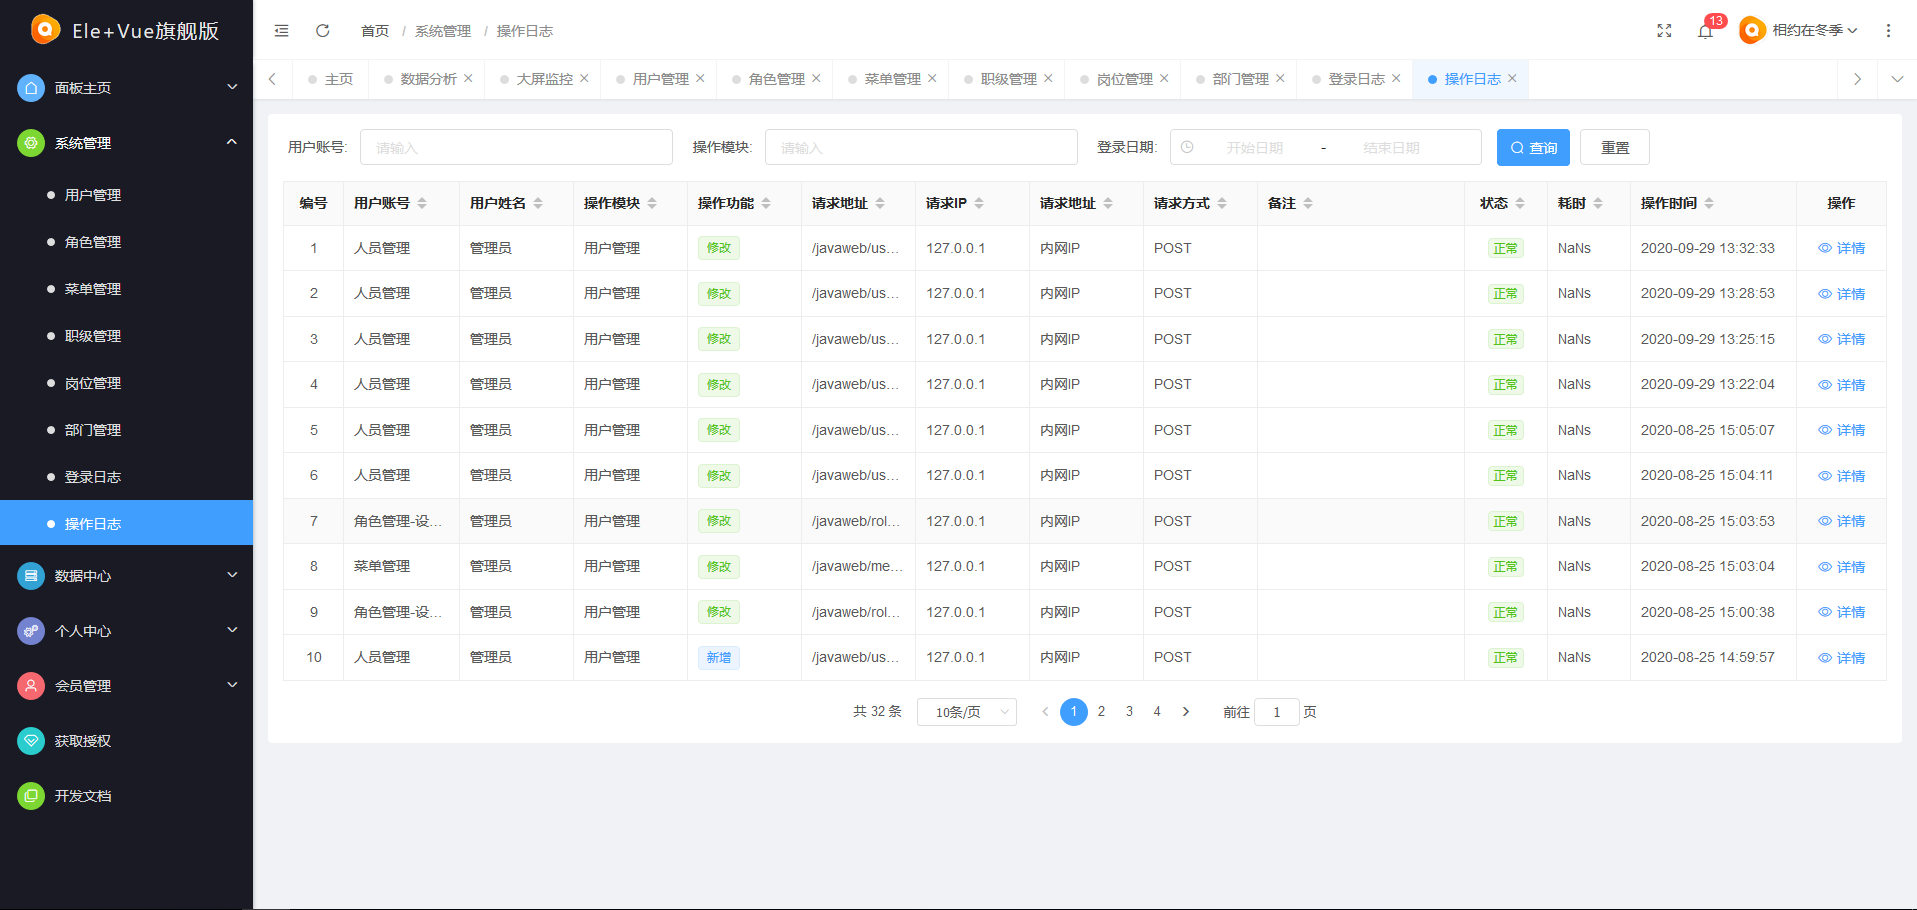 Ele+Vue旗舰版
面板主页
系统管理
用户管理
角色管理
菜单管理
职级管理
岗位管理
部门管理
登录日志
操作日志
数据中心
个人中心
会员管理
获取授权
开发文档
首页 / 系统管理 / 操作日志
13
相约在冬季
主页 数据分析 大屏监控 用户管理 角色管理 菜单管理 职级管理 岗位管理 部门管理 登录日志 操作日志
用户账号: 请输入 操作模块: 请输入 登录日期: 开始日期 - 结束日期 查询 重置
编号 用户账号 用户姓名 操作模块 操作功能 请求地址 请求IP 请求地址 请求方式 备注 状态 耗时 操作时间 操作
1 人员管理 管理员 用户管理 修改 /javaweb/us... 127.0.0.1 内网IP POST 正常 NaNs 2020-09-29 13:32:33 详情
2 人员管理 管理员 用户管理 修改 /javaweb/us... 127.0.0.1 内网IP POST 正常 NaNs 2020-09-29 13:28:53 详情
3 人员管理 管理员 用户管理 修改 /javaweb/us... 127.0.0.1 内网IP POST 正常 NaNs 2020-09-29 13:25:15 详情
4 人员管理 管理员 用户管理 修改 /javaweb/us... 127.0.0.1 内网IP POST 正常 NaNs 2020-09-29 13:22:04 详情
5 人员管理 管理员 用户管理 修改 /javaweb/us... 127.0.0.1 内网IP POST 正常 NaNs 2020-08-25 15:05:07 详情
6 人员管理 管理员 用户管理 修改 /javaweb/us... 127.0.0.1 内网IP POST 正常 NaNs 2020-08-25 15:04:11 详情
7 角色管理-设... 管理员 用户管理 修改 /javaweb/rol... 127.0.0.1 内网IP POST 正常 NaNs 2020-08-25 15:03:53 详情
8 菜单管理 管理员 用户管理 修改 /javaweb/me... 127.0.0.1 内网IP POST 正常 NaNs 2020-08-25 15:03:04 详情
9 角色管理-设... 管理员 用户管理 修改 /javaweb/rol... 127.0.0.1 内网IP POST 正常 NaNs 2020-08-25 15:00:38 详情
10 人员管理 管理员 用户管理 新增 /javaweb/us... 127.0.0.1 内网IP POST 正常 NaNs 2020-08-25 14:59:57 详情
共 32 条 10条/页 1 2 3 4 前往 1 页